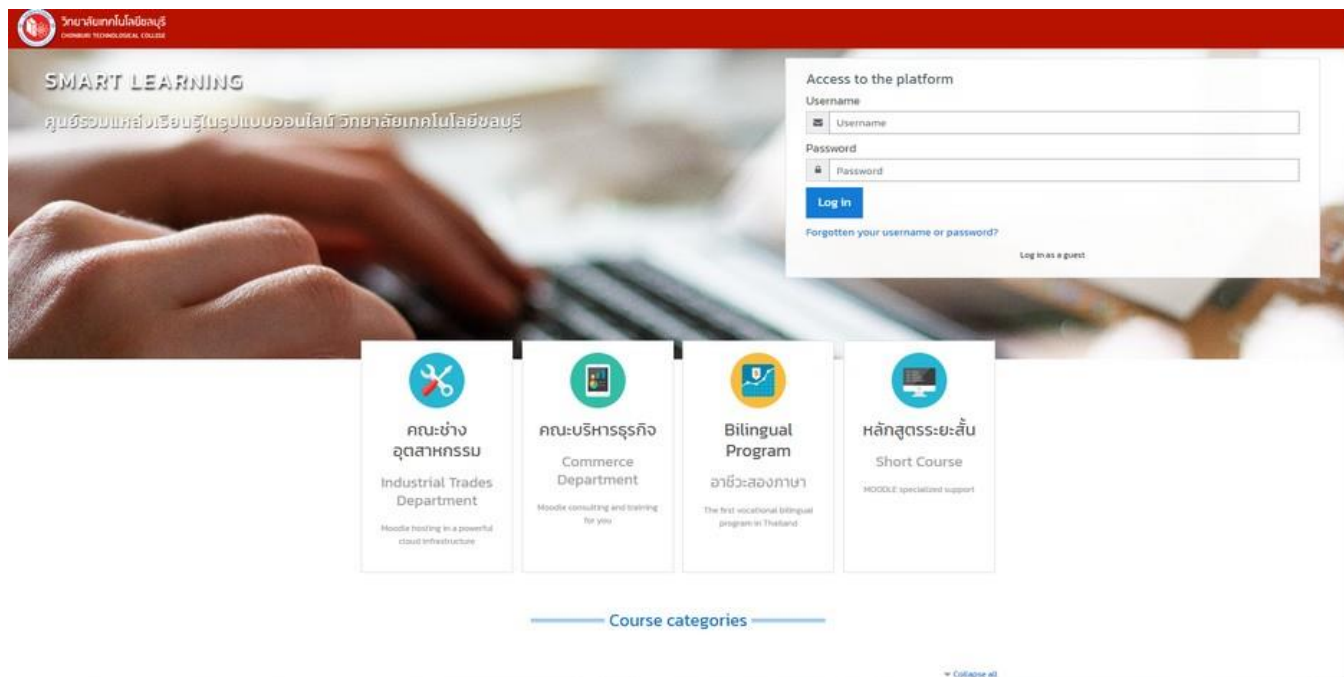 วิทยาลัยเทคโนโลยีชลบุรี
CHONBURI TECHNOLOGICAL COLLEGE
SMART LEARNING
ศูนย์รวมแหล่งเรียนรู้ในรูปแบบออนไลน์ วิทยาลัยเทคโนโลยีชลบุรี
Access to the platform
Username
Username
Password
Password
Log in
Forgotten your username or password?
Log in as a guest
คณะช่าง
อุตสาหกรรม
Industrial Trades
Department
Moodle hosting in a powerful
cloud infrastructure
คณะบริหารธุรกิจ
Commerce
Department
Moodle consulting and training
for you
Bilingual
Program
อาชีวะสองภาษา
The first vocational bilingual
program in Thailand
หลักสูตรระยะสั้น
Short Course
MOODLE specialized support
Course categories
Collapse all